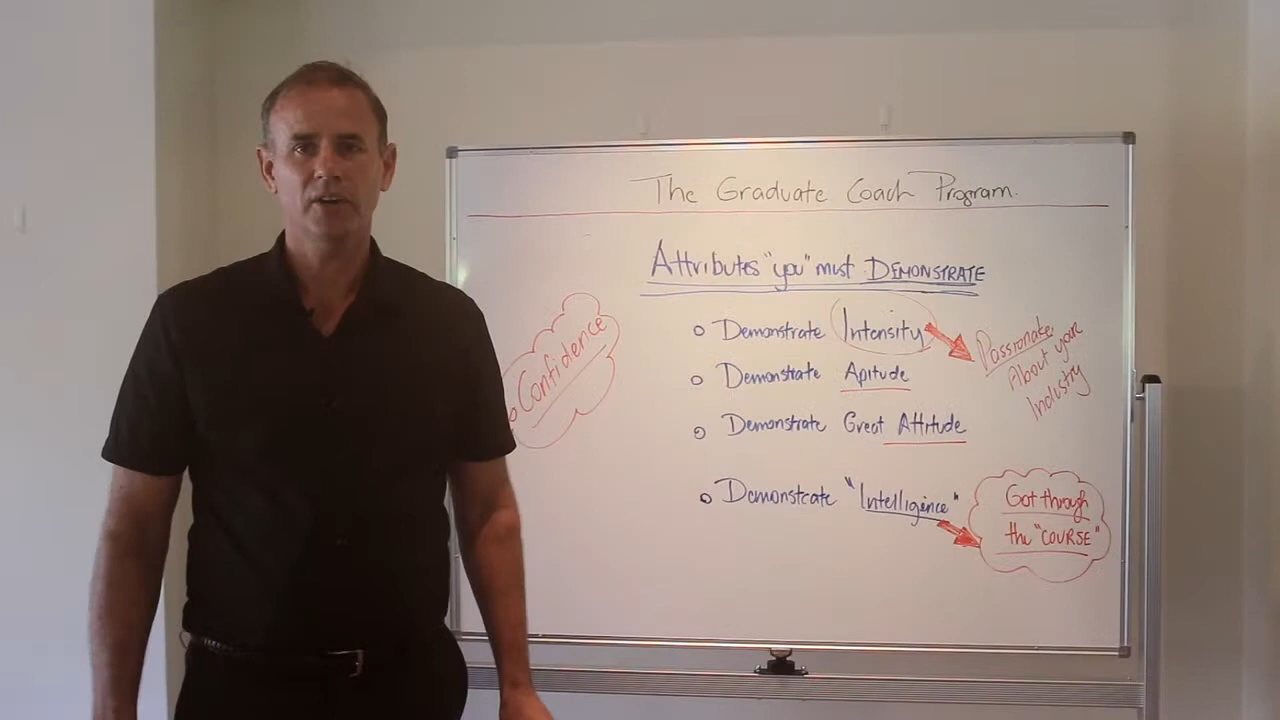 The Graduate Coach Program.
Attributes "you" must DEMONSTRATE
Confidence
o Demonstrate Intensity
Passionate
About your
Industry
o Demonstrate Apitude
o Demonstrate Great Attitude
o Demonstrate "Intelligence"
Got through
the "COURSE"